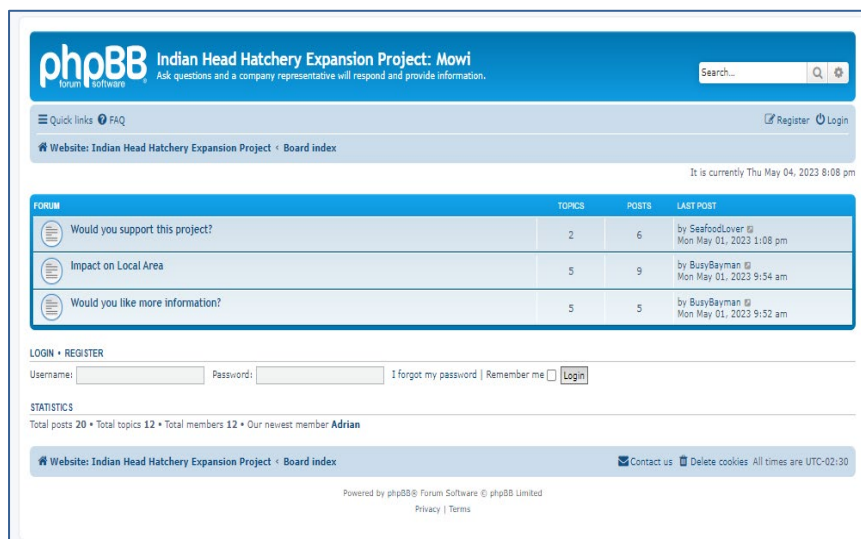 phpBB
forum software
Indian Head Hatchery Expansion Project: Mowi
Ask questions and a company representative will respond and provide information.
Search...
Quick links FAQ
Register Login
Website: Indian Head Hatchery Expansion Project ‹ Board index
It is currently Thu May 04, 2023 8:08 pm
FORUM TOPICS POSTS LAST POST
Would you support this project? 2 6 by SeafoodLover
Mon May 01, 2023 1:08 pm
Impact on Local Area 5 9 by BusyBayman
Mon May 01, 2023 9:54 am
Would you like more information? 5 5 by BusyBayman
Mon May 01, 2023 9:52 am
LOGIN • REGISTER
Username: Password: I forgot my password | Remember me Login
STATISTICS
Total posts 20 • Total topics 12 • Total members 12 • Our newest member Adrian
Website: Indian Head Hatchery Expansion Project ‹ Board index
Contact us Delete cookies All times are UTC-02:30
Powered by phpBB® Forum Software © phpBB Limited
Privacy | Terms